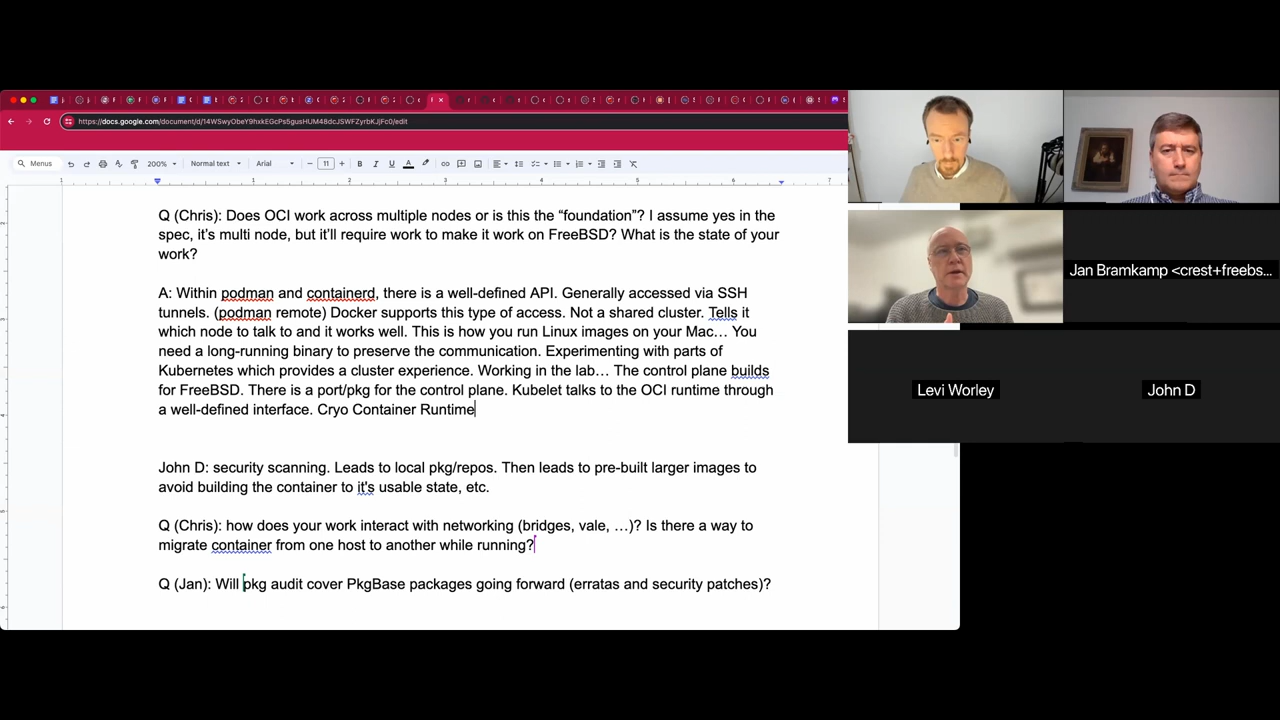 https://docs.google.com/document/d/14WSwyObeY9hxkEGcPs5gusHUM48dcJSWFZyrbKJjFc0/edit
Menus
200%
Normal text
Arial
11
1 1 2 3 4 5 6 7
Q (Chris): Does OCI work across multiple nodes or is this the “foundation”? I assume yes in the
spec, it’s multi node, but it’ll require work to make it work on FreeBSD? What is the state of your
work?
A: Within podman and containerd, there is a well-defined API. Generally accessed via SSH
tunnels. (podman remote) Docker supports this type of access. Not a shared cluster. Tells it
which node to talk to and it works well. This is how you run Linux images on your Mac… You
need a long-running binary to preserve the communication. Experimenting with parts of
Kubernetes which provides a cluster experience. Working in the lab… The control plane builds
for FreeBSD. There is a port/pkg for the control plane. Kubelet talks to the OCI runtime through
a well-defined interface. Cryo Container Runtime
John D: security scanning. Leads to local pkg/repos. Then leads to pre-built larger images to
avoid building the container to it's usable state, etc.
Q (Chris): how does your work interact with networking (bridges, vale, …)? Is there a way to
migrate container from one host to another while running?
Q (Jan): Will pkg audit cover PkgBase packages going forward (erratas and security patches)?
Jan Bramkamp <crest+freebs...
Levi Worley
John D